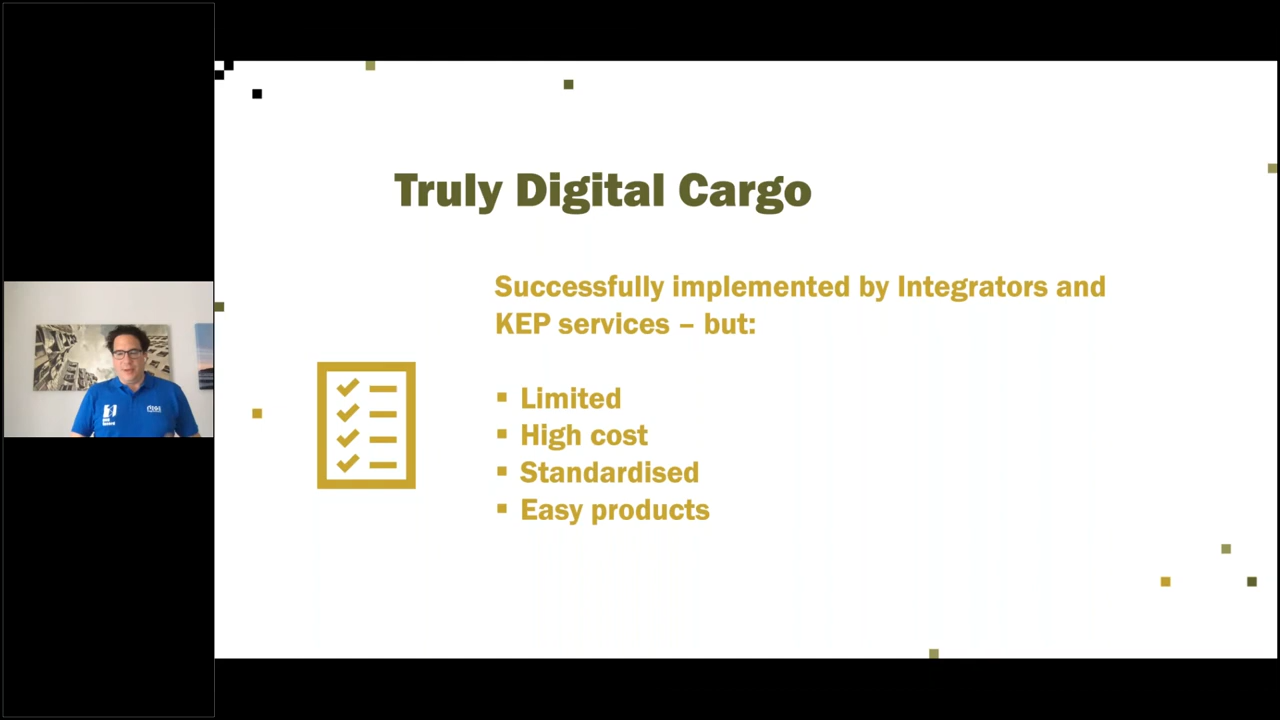 Truly Digital Cargo
Successfully implemented by Integrators and
KEP services – but:
▪ Limited
▪ High cost
▪ Standardised
▪ Easy products